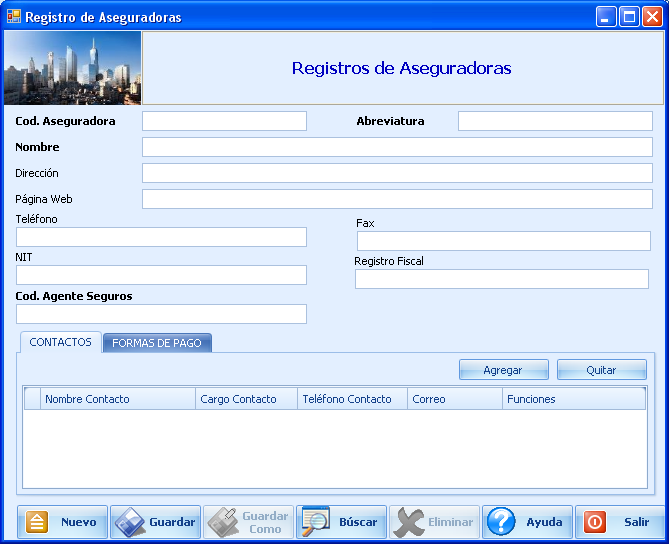 Registro de Aseguradoras
Registros de Aseguradoras
Cod. Aseguradora Abreviatura
Nombre
Dirección
Página Web
Teléfono Fax
NIT Registro Fiscal
Cod. Agente Seguros
CONTACTOS FORMAS DE PAGO
Agregar Quitar
Nombre Contacto Cargo Contacto Teléfono Contacto Correo Funciones
Nuevo Guardar Guardar Como Búscar Eliminar Ayuda Salir